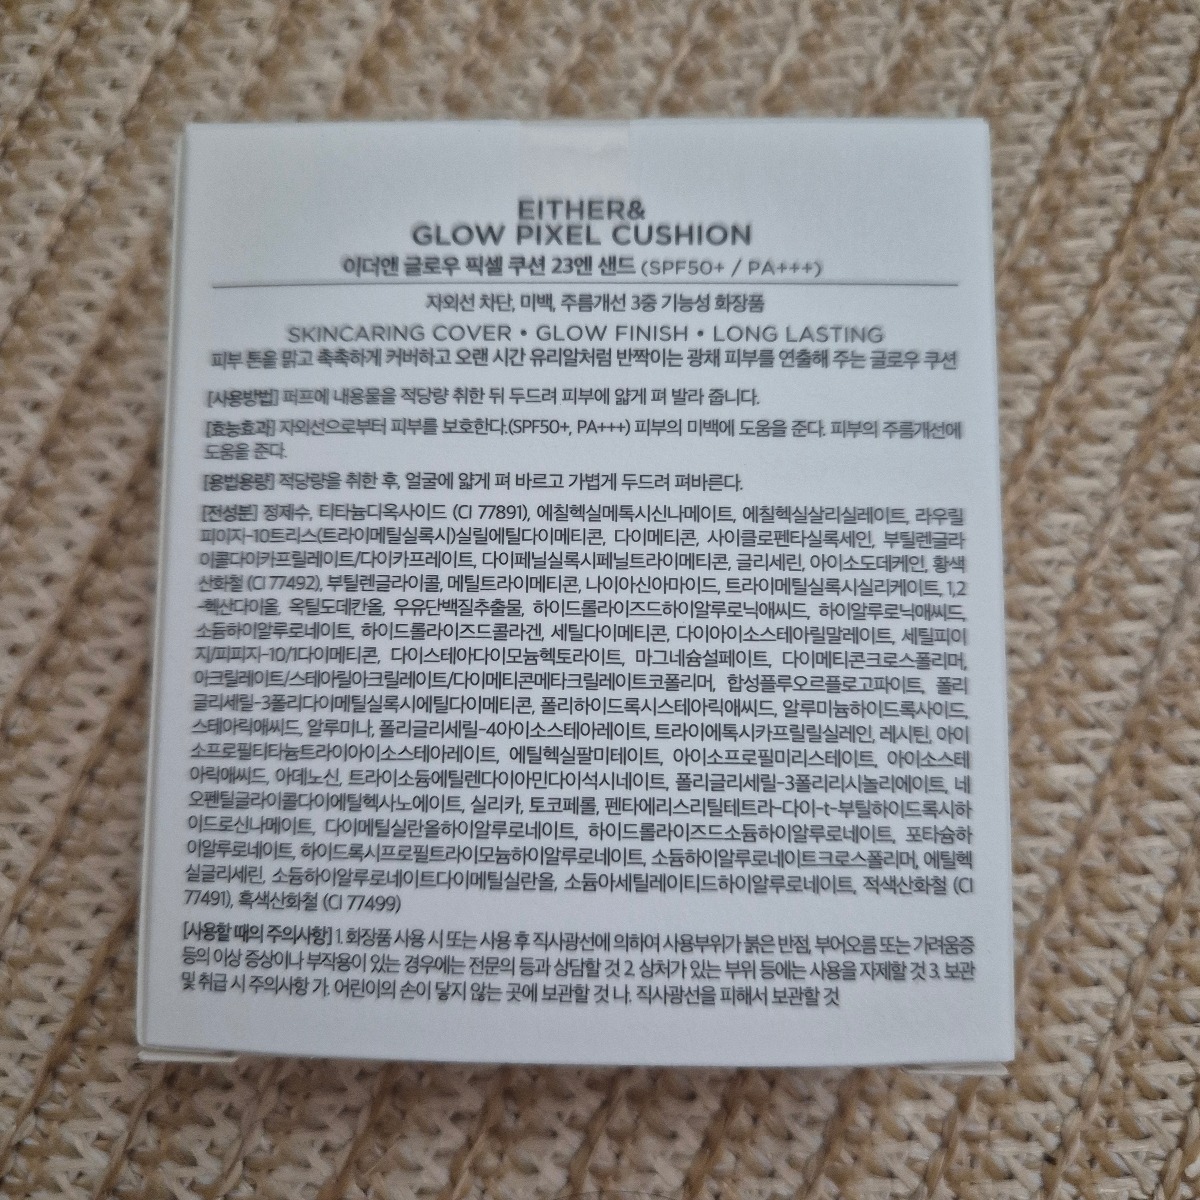 EITHER&
GLOW PIXEL CUSHION
이더앤 글로우 픽셀 쿠션 23엔 샌드 (SPF50+ / PA+++)
자외선 차단, 미백, 주름개선 3중 기능성 화장품
SKINCARING COVER • GLOW FINISH • LONG LASTING
피부 톤을 맑고 촉촉하게 커버하고 오랜 시간 유리알처럼 반짝이는 광채 피부를 연출해 주는 글로우 쿠션
[사용방법] 퍼프에 내용물을 적당량 취한 뒤 두드려 피부에 얇게 펴 발라 줍니다.
[효능효과] 자외선으로부터 피부를 보호한다.(SPF50+, PA+++) 피부의 미백에 도움을 준다. 피부의 주름개선에
도움을 준다.
[용법용량] 적당량을 취한 후, 얼굴에 얇게 펴 바르고 가볍게 두드려 펴바른다.
[전성분] 정제수, 티타늄디옥사이드 (CI 77891), 에칠헥실메톡시신나메이트, 에칠헥실살리실레이트, 라우릴
피이지-10트리스(트라이메틸실록시)실릴에틸다이메티콘, 다이메티콘, 사이클로펜타실록세인, 부틸렌글라
이콜다이카프릴레이트/다이카프레이트, 다이페닐실록시페닐트라이메티콘, 글리세린, 아이소도데케인, 황색
산화철 (CI 77492), 부틸렌글라이콜, 메틸트라이메티콘, 나이아신아마이드, 트라이메틸실록시실리케이트, 1,2
-헥산다이올, 옥틸도데칸올, 우유단백질추출물, 하이드롤라이즈드하이알루로닉애씨드, 하이알루로닉애씨드,
소듐하이알루로네이트, 하이드롤라이즈드콜라겐, 세틸다이메티콘, 다이아이소스테아릴말레이트, 세틸피이
지/피피지-10/1다이메티콘, 다이스테아다이모늄헥토라이트, 마그네슘설페이트, 다이메티콘크로스폴리머,
아크릴레이트/스테아릴아크릴레이트/다이메티콘메타크릴레이트코폴리머, 합성플루오르플로고파이트, 폴리
글리세릴-3폴리다이메틸실록시에틸다이메티콘, 폴리하이드록시스테아릭애씨드, 알루미늄하이드록사이드,
스테아릭애씨드, 알루미나, 폴리글리세릴-4아이소스테아레이트, 트라이에톡시카프릴릴실레인, 레시틴, 아이
소프로필티타늄트라이아이소스테아레이트, 에틸헥실팔미테이트, 아이소프로필미리스테이트, 아이소스테
아릭애씨드, 아데노신, 트라이소듐에틸렌다이아민다이석시네이트, 폴리글리세릴-3폴리리시놀리에이트, 네
오펜틸글라이콜다이에틸헥사노에이트, 실리카, 토코페롤, 펜타에리스리틸테트라-다이-t-부틸하이드록시하
이드로신나메이트, 다이메틸실란올하이알루로네이트, 하이드롤라이즈드소듐하이알루로네이트, 포타슘하
이알루로네이트, 하이드록시프로필트라이모늄하이알루로네이트, 소듐하이알루로네이트크로스폴리머, 에틸헥
실글리세린, 소듐하이알루로네이트다이메틸실란올, 소듐아세틸레이티드하이알루로네이트, 적색산화철 (CI
77491), 흑색산화철 (CI 77499)
[사용할 때의 주의사항] 1. 화장품 사용 시 또는 사용 후 직사광선에 의하여 사용부위가 붉은 반점, 부어오름 또는 가려움증
등의 이상 증상이나 부작용이 있는 경우에는 전문의 등과 상담할 것 2. 상처가 있는 부위 등에는 사용을 자제할 것 3. 보관
및 취급 시 주의사항 가. 어린이의 손이 닿지 않는 곳에 보관할 것 나. 직사광선을 피해서 보관할 것